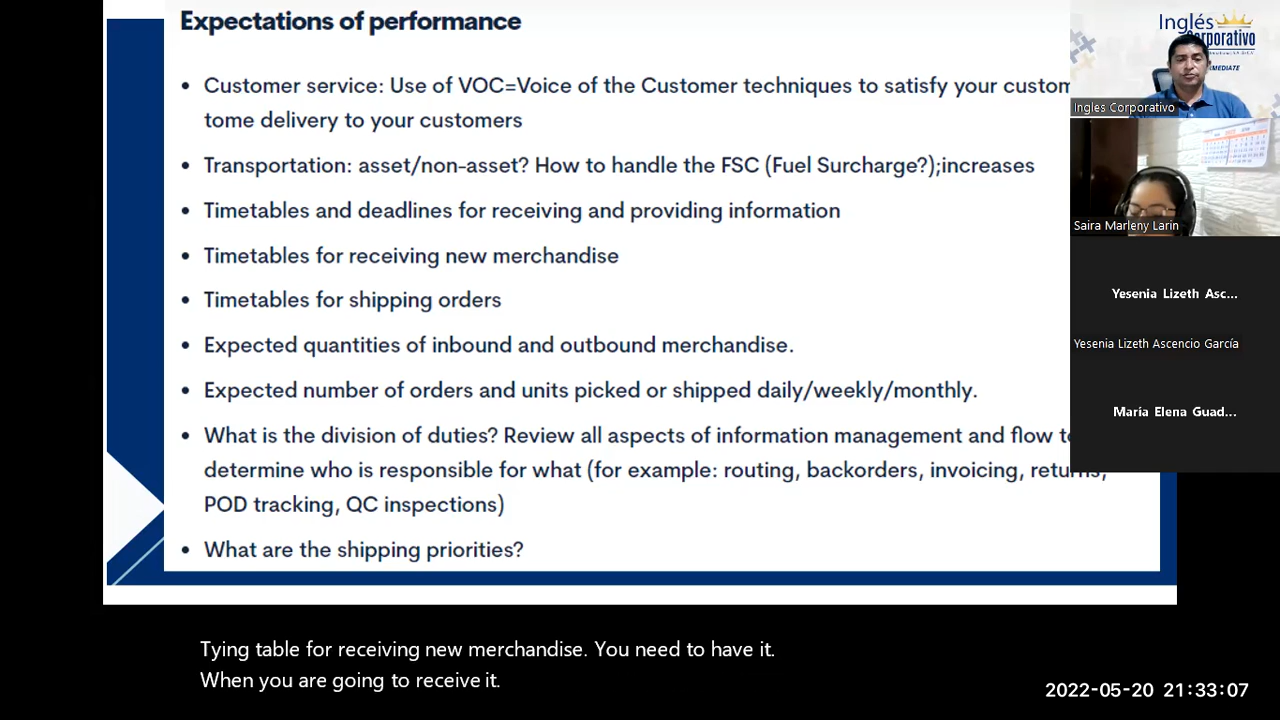 Expectations of performance
Customer service: Use of VOC=Voice of the Customer techniques to satisfy your custom
tome delivery to your customers
Transportation: asset/non-asset? How to handle the FSC (Fuel Surcharge?);increases
Timetables and deadlines for receiving and providing information
Timetables for receiving new merchandise
Timetables for shipping orders
Expected quantities of inbound and outbound merchandise.
Expected number of orders and units picked or shipped daily/weekly/monthly.
What is the division of duties? Review all aspects of information management and flow to
determine who is responsible for what (for example: routing, backorders, invoicing, returns,
POD tracking, QC inspections)
What are the shipping priorities?
Inglés
Corporativo
Ingles Corporativo
Saira Marleny Larin
Yesenia Lizeth Asc...
Yesenia Lizeth Ascencio García
María Elena Guad...
Tying table for receiving new merchandise. You need to have it.
When you are going to receive it.
2022-05-20 21:33:07